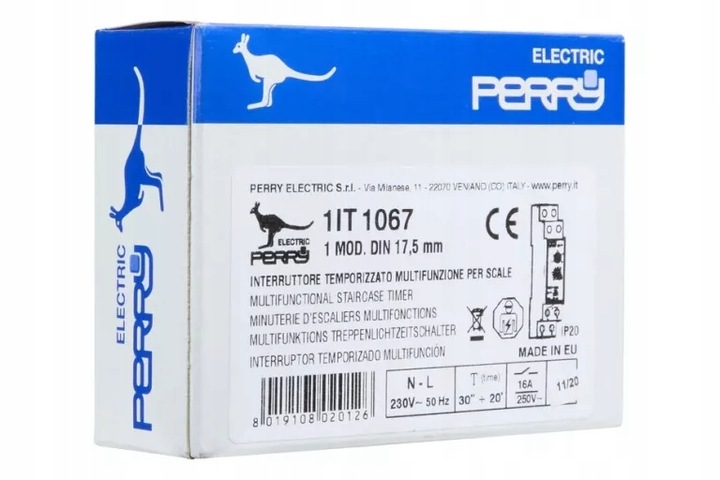 ELECTRIC
PERRY
ELECTRIC
PERRY
PERRY ELECTRIC S.r.l. - Via Milanese, 11 - 22070 VENIANO (CO) ITALY - www.perry.it
ELECTRIC
PERRY
1IT 1067
1 MOD. DIN 17,5 mm
CE
INTERRUTTORE TEMPORIZZATO MULTIFUNZIONE PER SCALE
MULTIFUNCTIONAL STAIRCASE TIMER
MINUTERIE D'ESCALIERS MULTIFONCTIONS
MULTIFUNKTIONS TREPPENLICHTZEITSCHALTER
INTERRUPTOR TEMPORIZADO MULTIFUNCIÓN
IP20
MADE IN EU
8 019108 020126
N - L
230V~ 50 Hz
T (time)
30" ÷ 20'
16A
250V~
11/20